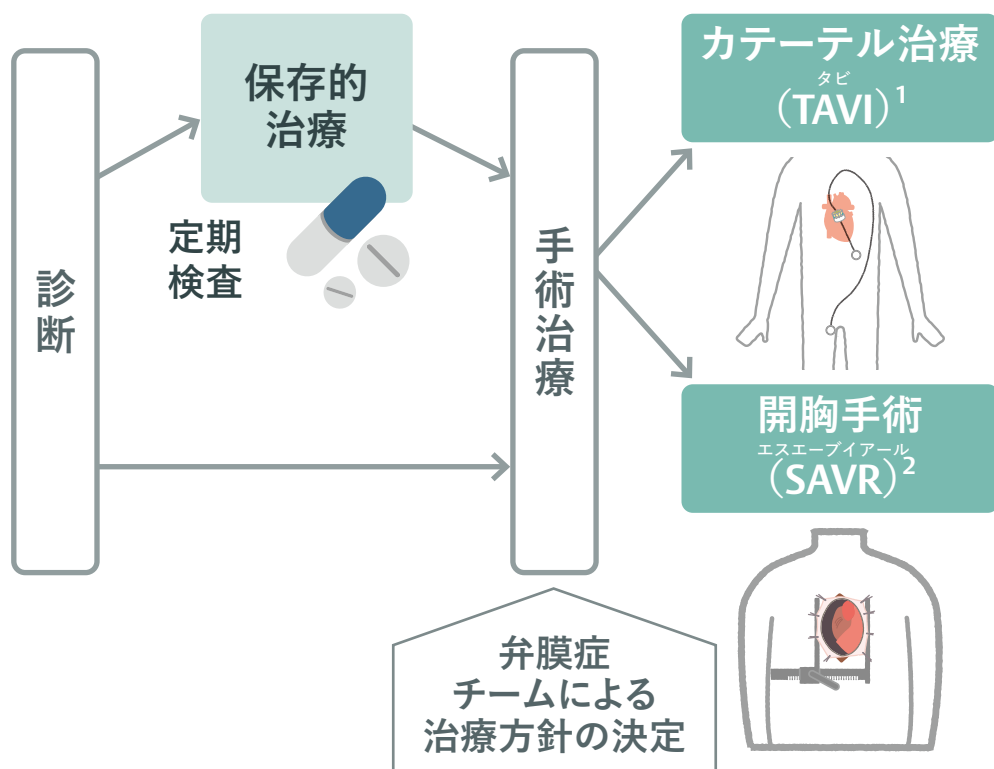 診断
保存的
治療
定期
検査
手術治療
弁膜症
チームによる
治療方針の決定
カテーテル治療
タビ
（TAVI）1
開胸手術
エスエーブイアール
（SAVR）2